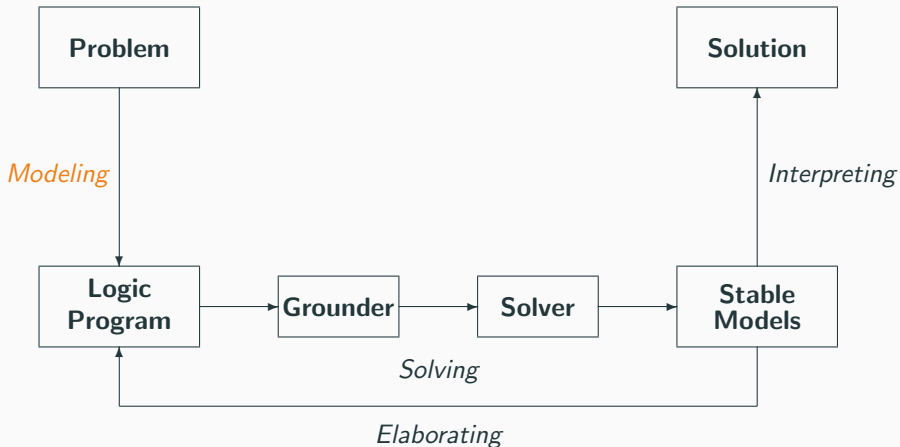 Problem
Solution
Modeling
Interpreting
Logic
Program
Grounder
Solver
Stable
Models
Solving
Elaborating